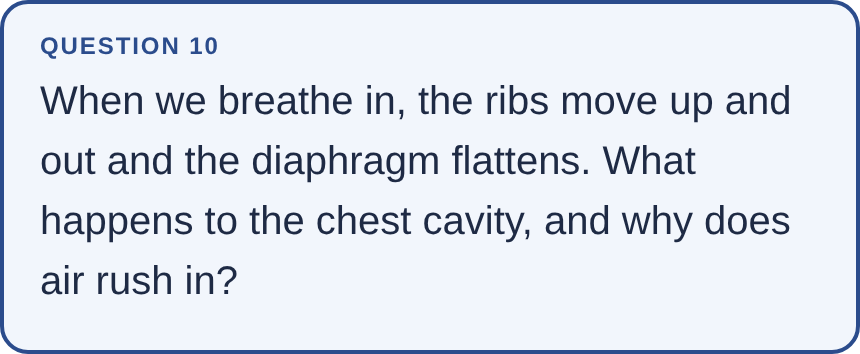 QUESTION 10
When we breathe in, the ribs move up and
out and the diaphragm flattens. What
happens to the chest cavity, and why does
air rush in?